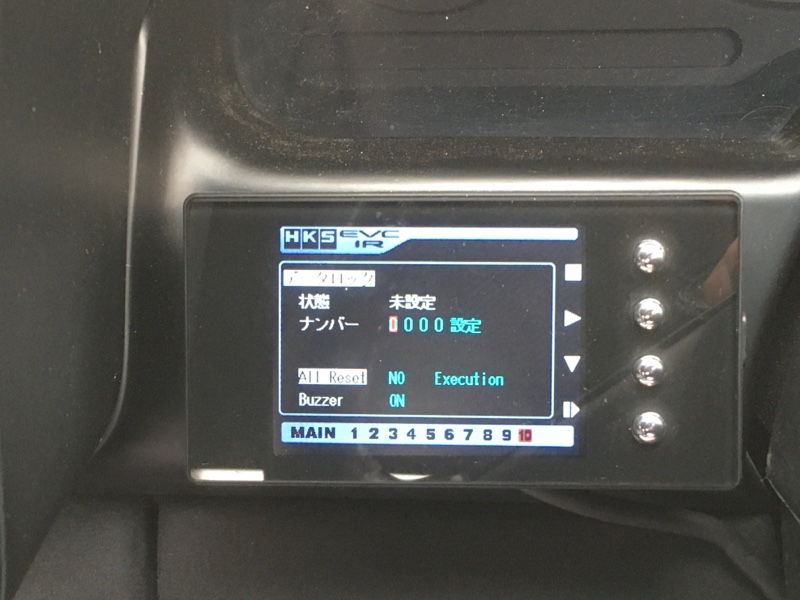 HKS EVC IR
データロック
状態 未設定
ナンバー 0000 設定
All Reset NO Execution
Buzzer ON
MAIN 1 2 3 4 5 6 7 8 9 10